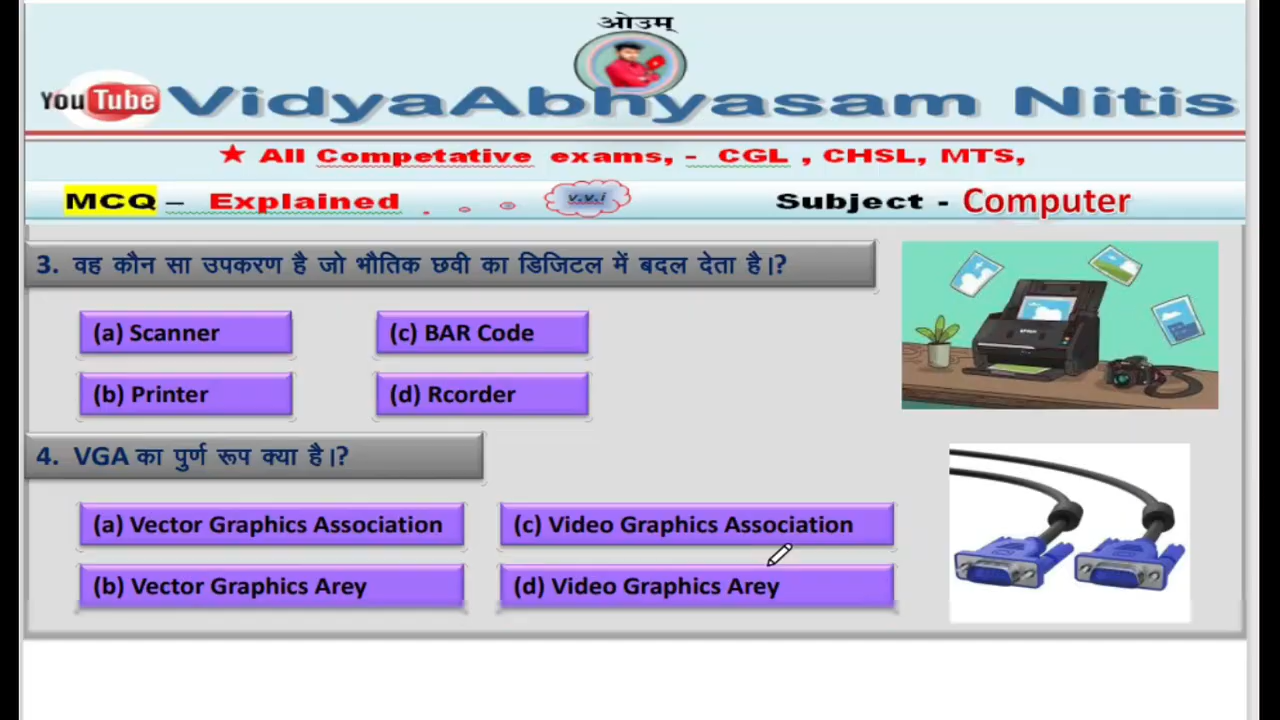 ओउम्
YouTube VidyaAbhyasam Nitis
★ All Competative exams, - CGL , CHSL, MTS,
MCQ – Explained . . . v.v.i Subject - Computer
3. वह कौन सा उपकरण है जो भौतिक छवी का डिजिटल में बदल देता है।?
(a) Scanner (c) BAR Code
(b) Printer (d) Rcorder
4. VGA का पुर्ण रूप क्या है।?
(a) Vector Graphics Association (c) Video Graphics Association
(b) Vector Graphics Arey (d) Video Graphics Arey